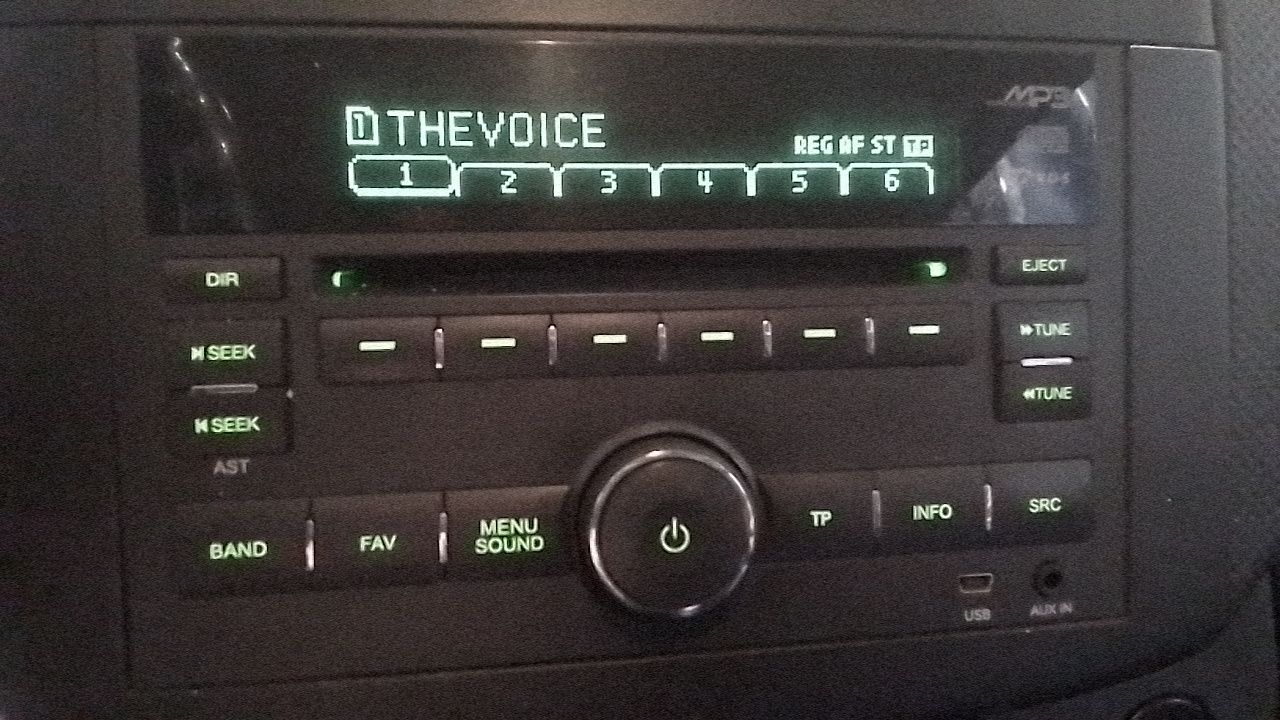 MP3
1 THEVOICE
REG AF ST TP
1 2 3 4 5 6
DIR
EJECT
SEEK
TUNE
SEEK
TUNE
AST
BAND
FAV
MENU
SOUND
TP
INFO
SRC
USB
AUX IN